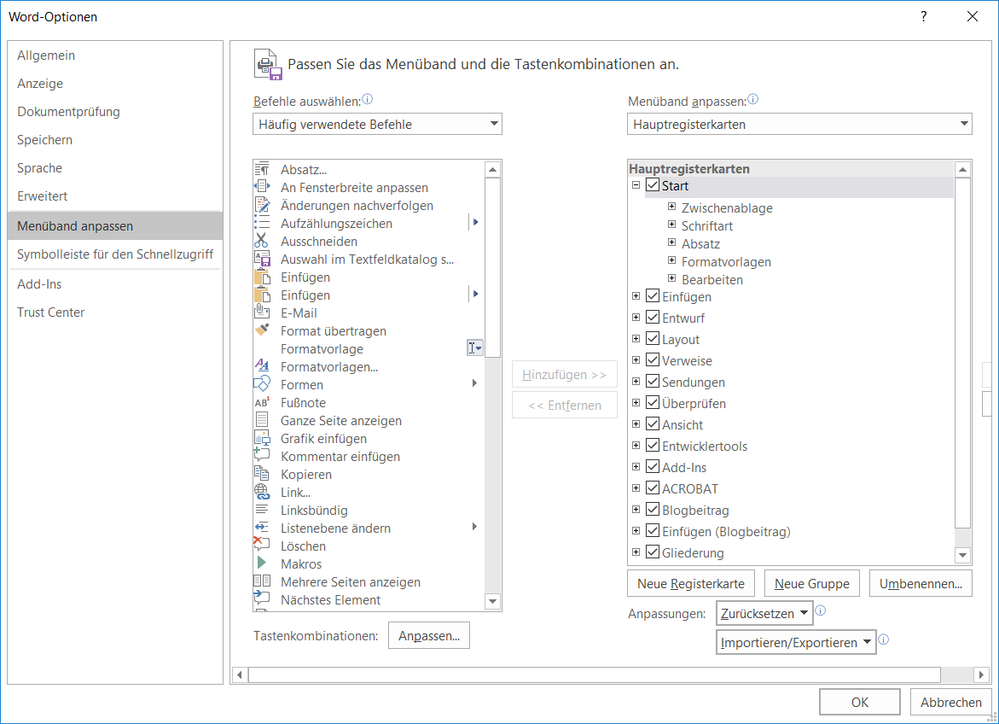 Word-Optionen
?
Allgemein
Anzeige
Dokumentprüfung
Speichern
Sprache
Erweitert
Menüband anpassen
Symbolleiste für den Schnellzugriff
Add-Ins
Trust Center
Passen Sie das Menüband und die Tastenkombinationen an.
Befehle auswählen:
Häufig verwendete Befehle
Absatz...
An Fensterbreite anpassen
Änderungen nachverfolgen
Aufzählungszeichen
Ausschneiden
Auswahl im Textfeldkatalog s...
Einfügen
Einfügen
E-Mail
Format übertragen
Formatvorlage
Formatvorlagen...
Formen
Fußnote
Ganze Seite anzeigen
Grafik einfügen
Kommentar einfügen
Kopieren
Link...
Linksbündig
Listenebene ändern
Löschen
Makros
Mehrere Seiten anzeigen
Nächstes Element
Tastenkombinationen:
Anpassen...
Hinzufügen >>
<< Entfernen
Menüband anpassen:
Hauptregisterkarten
Hauptregisterkarten
Start
Zwischenablage
Schriftart
Absatz
Formatvorlagen
Bearbeiten
Einfügen
Entwurf
Layout
Verweise
Sendungen
Überprüfen
Ansicht
Entwicklertools
Add-Ins
ACROBAT
Blogbeitrag
Einfügen (Blogbeitrag)
Gliederung
Neue Registerkarte
Neue Gruppe
Umbenennen...
Anpassungen:
Zurücksetzen
Importieren/Exportieren
OK
Abbrechen